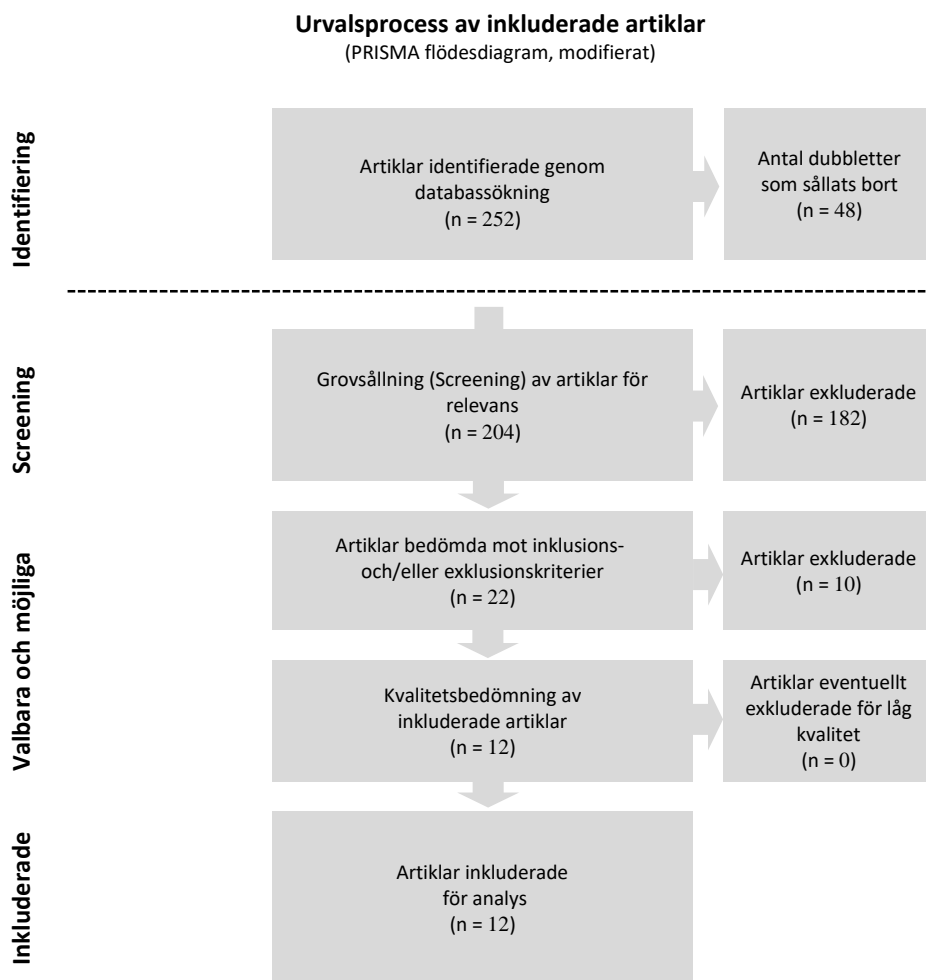 Urvalsprocess av inkluderade artiklar
(PRISMA flödesdiagram, modifierat)
Identifiering
Artiklar identifierade genom
databassökning
(n = 252)
Antal dubbletter
som sållats bort
(n = 48)
Screening
Grovsållning (Screening) av artiklar för
relevans
(n = 204)
Artiklar exkluderade
(n = 182)
Valbara och möjliga
Artiklar bedömda mot inklusions-
och/eller exklusionskriterier
(n = 22)
Artiklar exkluderade
(n = 10)
Kvalitetsbedömning av
inkluderade artiklar
(n = 12)
Artiklar eventuellt
exkluderade för låg
kvalitet
(n = 0)
Inkluderade
Artiklar inkluderade
för analys
(n = 12)